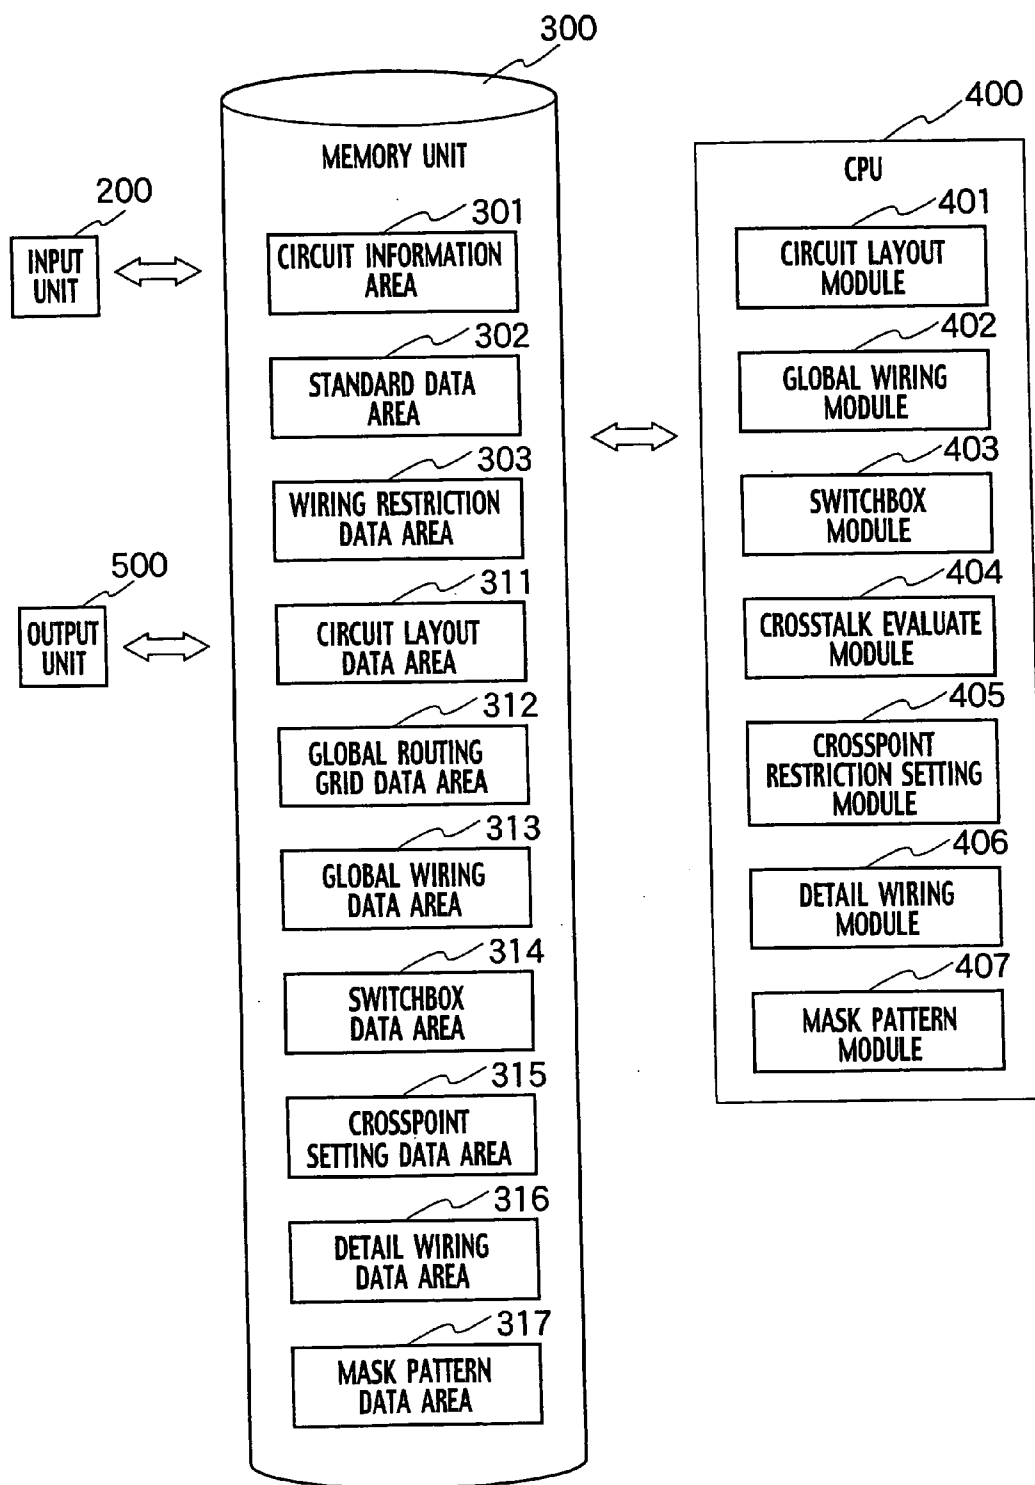 300
400
MEMORY UNIT
CPU
200
INPUT
UNIT
301
CIRCUIT INFORMATION
AREA
302
STANDARD DATA
AREA
303
WIRING RESTRICTION
DATA AREA
500
OUTPUT
UNIT
311
CIRCUIT LAYOUT
DATA AREA
312
GLOBAL ROUTING
GRID DATA AREA
313
GLOBAL WIRING
DATA AREA
314
SWITCHBOX
DATA AREA
315
CROSSPOINT
SETTING DATA AREA
316
DETAIL WIRING
DATA AREA
317
MASK PATTERN
DATA AREA
401
CIRCUIT LAYOUT
MODULE
402
GLOBAL WIRING
MODULE
403
SWITCHBOX
MODULE
404
CROSSTALK EVALUATE
MODULE
405
CROSSPOINT
RESTRICTION SETTING
MODULE
406
DETAIL WIRING
MODULE
407
MASK PATTERN
MODULE